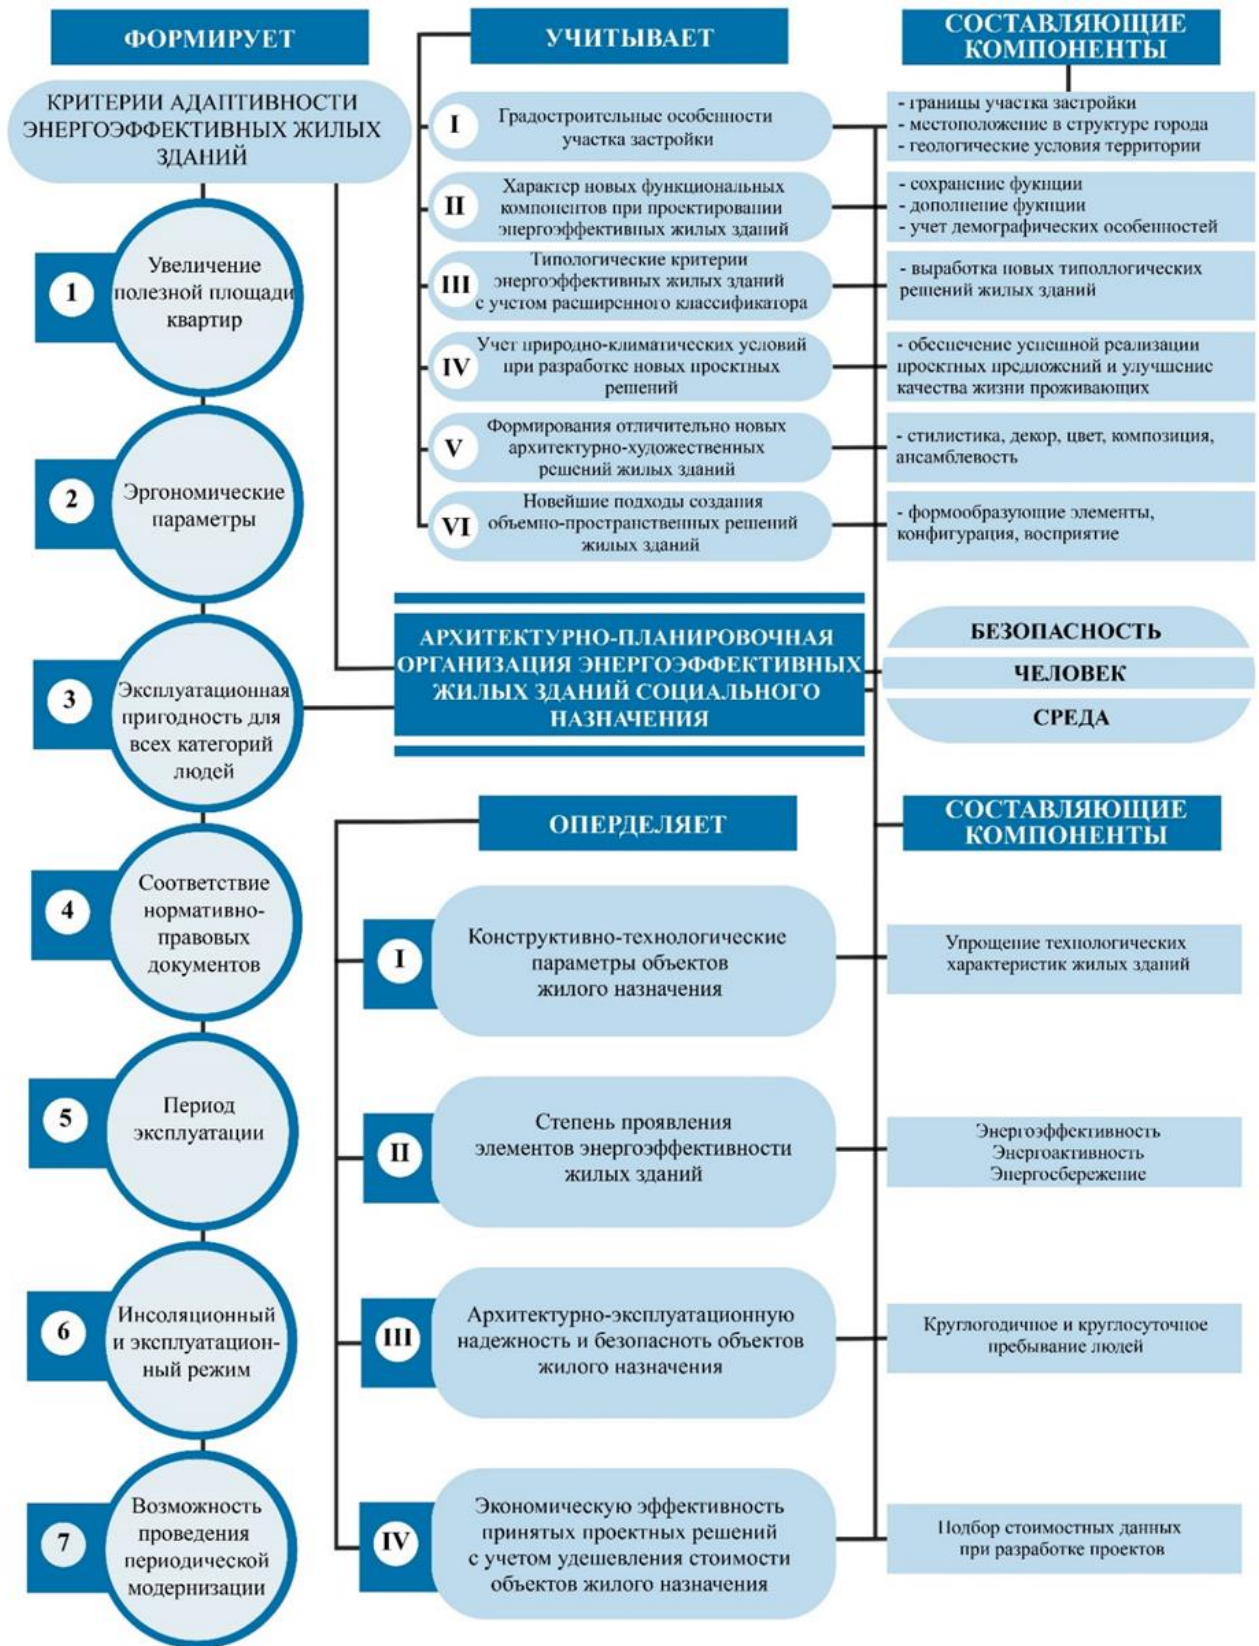 ФОРМИРУЕТ
КРИТЕРИИ АДАПТИВНОСТИ
ЭНЕРГОЭФФЕКТИВНЫХ ЖИЛЫХ
ЗДАНИЙ
1
Увеличение
полезной площади
квартир
2
Эргономические
параметры
3
Эксплуатационная
пригодность для
всех категорий
людей
4
Соответствие
нормативно-
правовых
документов
5
Период
эксплуатации
6
Инсоляционный
и эксплуатацион-
ный режим
7
Возможность
проведения
периодической
модернизации
УЧИТЫВАЕТ
СОСТАВЛЯЮЩИЕ
КОМПОНЕНТЫ
I
Градостроительные особенности
участка застройки
- границы участка застройки
- местоположение в структуре города
- геологические условия территории
II
Характер новых функциональных
компонентов при проектировании
энергоэффективных жилых зданий
- сохранение фукнции
- дополнение фукнции
- учет демографических особенностей
III
Типологические критерии
энергоэффективных жилых зданий
с учетом расширенного классификатора
- выработка новых типоллогических
решений жилых зданий
IV
Учет природно-климатических условий
при разработке новых проектных
решений
- обеспечение успешной реализации
проектных предложений и улучшение
качества жизни проживающих
V
Формирования отличительно новых
архитектурно-художественных
решений жилых зданий
- стилистика, декор, цвет, композиция,
ансамблевость
VI
Новейшие подходы создания
объемно-пространственных решений
жилых зданий
- формообразующие элементы,
конфигурация, восприятие
АРХИТЕКТУРНО-ПЛАНИРОВОЧНАЯ
ОРГАНИЗАЦИЯ ЭНЕРГОЭФФЕКТИВНЫХ
ЖИЛЫХ ЗДАНИЙ СОЦИАЛЬНОГО
НАЗНАЧЕНИЯ
БЕЗОПАСНОСТЬ
ЧЕЛОВЕК
СРЕДА
ОПЕРДЕЛЯЕТ
СОСТАВЛЯЮЩИЕ
КОМПОНЕНТЫ
I
Конструктивно-технологические
параметры объектов
жилого назначения
Упрощение технологических
характеристик жилых зданий
II
Степень проявления
элементов энергоэффективности
жилых зданий
Энергоэффективность
Энергоактивность
Энергосбережение
III
Архитектурно-эксплуатационную
надежность и безопасноть объектов
жилого назначения
Круглогодичное и круглосуточное
пребывание людей
IV
Экономическую эффективность
принятых проектных решений
с учетом удешевления стоимости
объектов жилого назначения
Подбор стоимостных данных
при разработке проектов